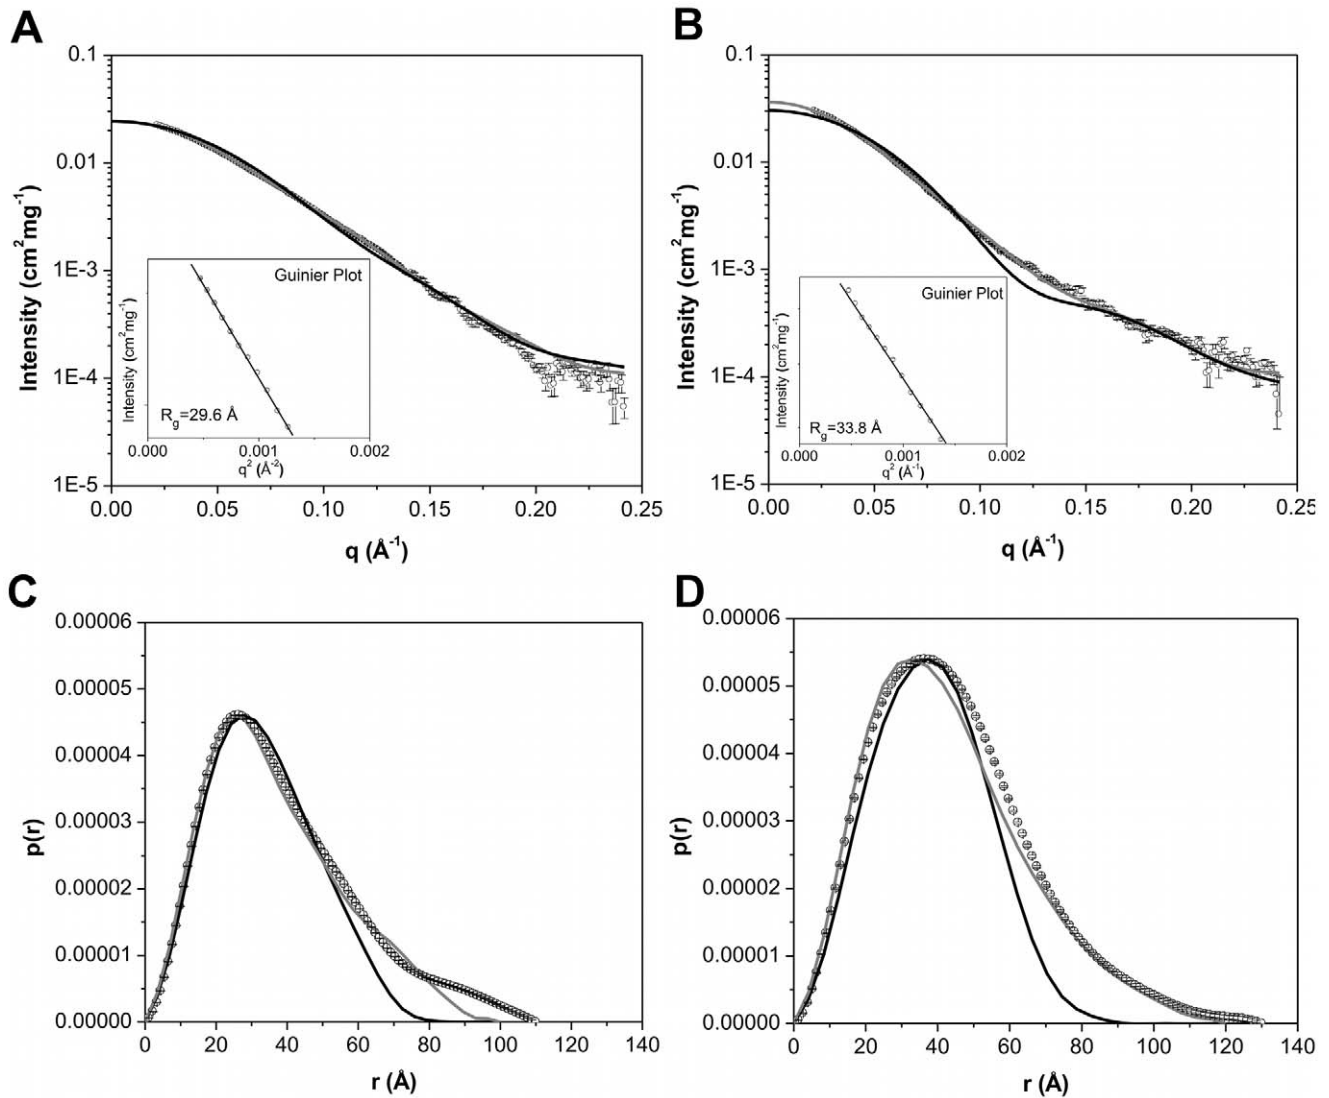 A
B
0.1
0.01
1E-3
1E-4
1E-5
Intensity (cm²mg⁻¹)
0.00
0.05
0.10
0.15
0.20
0.25
q (Å⁻¹)
Guinier Plot
Intensity (cm²mg⁻¹)
R_g=29.6 Å
0.000
0.001
0.002
q² (Å⁻²)
0.1
0.01
1E-3
1E-4
1E-5
Intensity (cm²mg⁻¹)
0.00
0.05
0.10
0.15
0.20
0.25
q (Å⁻¹)
Guinier Plot
Intensity (cm²mg⁻¹)
R_g=33.8 Å
0.000
0.001
0.002
q² (Å⁻¹)
C
D
0.00006
0.00005
0.00004
0.00003
0.00002
0.00001
0.00000
p(r)
0
20
40
60
80
100
120
140
r (Å)
0.00006
0.00005
0.00004
0.00003
0.00002
0.00001
0.00000
p(r)
0
20
40
60
80
100
120
140
r (Å)